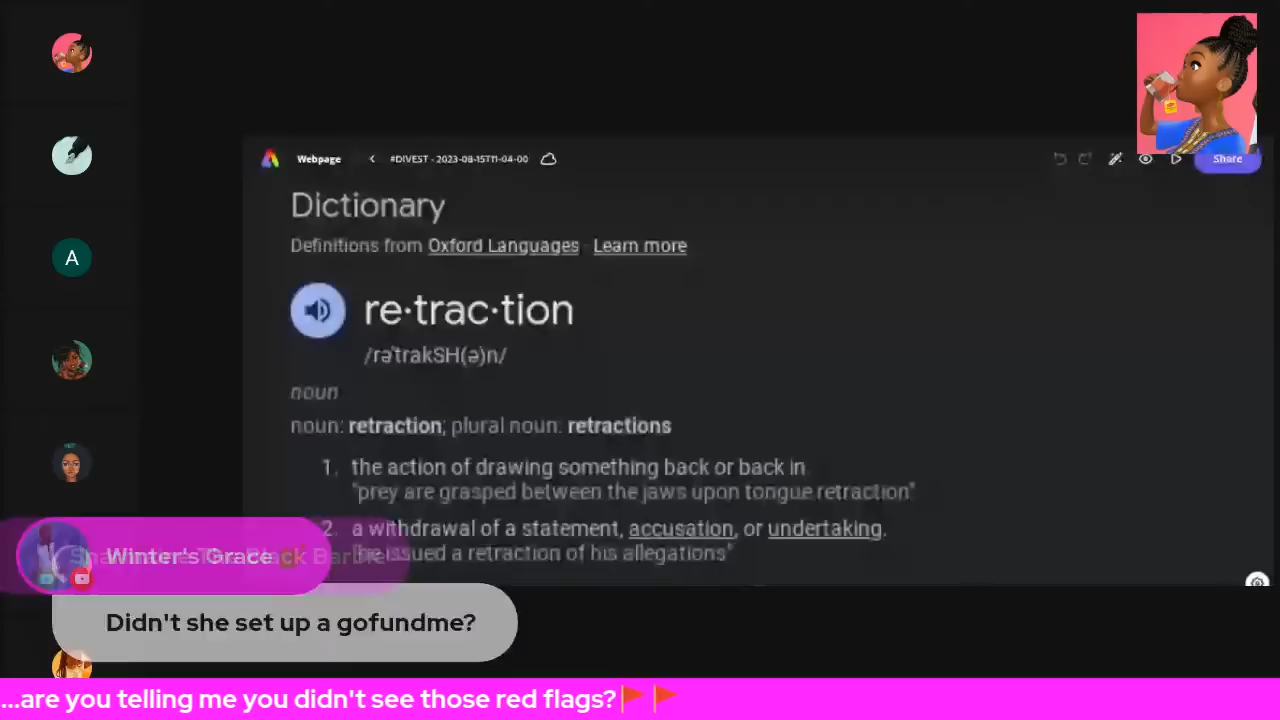 Webpage
#DIVEST - 2023-08-15T11-04-00
Share
Dictionary
Definitions from Oxford Languages · Learn more
re·trac·tion
/rəˈtrakSH(ə)n/
noun
noun: retraction; plural noun: retractions
1. the action of drawing something back or back in
"prey are grasped between the jaws upon tongue retraction"
2. a withdrawal of a statement, accusation, or undertaking.
issued a retraction of his allegations"
A
Winter's Grace
Black Barbie
Didn't she set up a gofundme?
...are you telling me you didn't see those red flags?🚩🚩